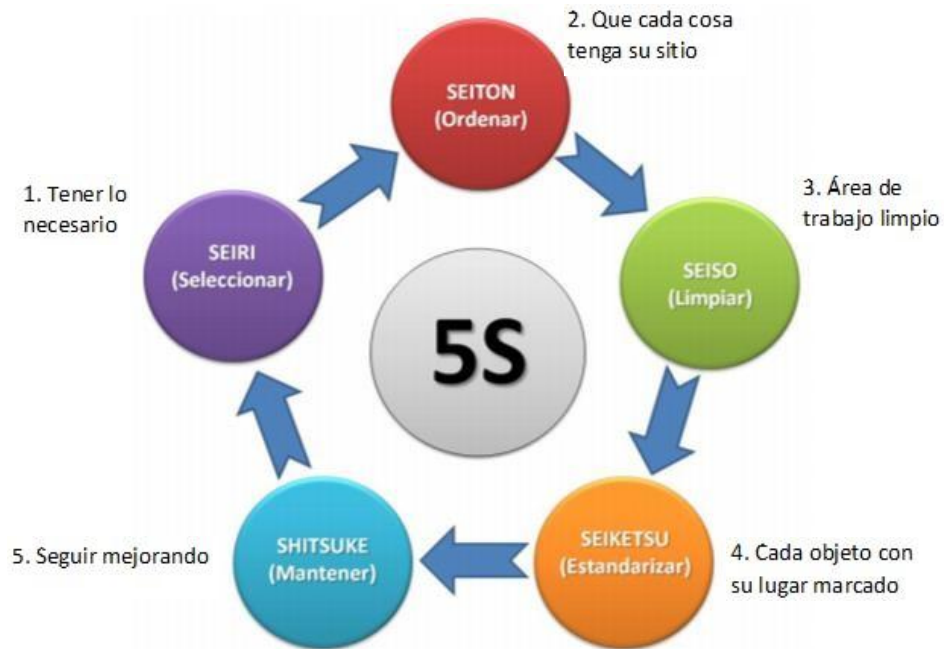 2. Que cada cosa
tenga su sitio
SEITON
(Ordenar)
1. Tener lo
necesario
SEIRI
(Seleccionar)
3. Área de
trabajo limpio
SEISO
(Limpiar)
5S
SHITSUKE
(Mantener)
5. Seguir mejorando
SEIKETSU
(Estandarizar)
4. Cada objeto con
su lugar marcado